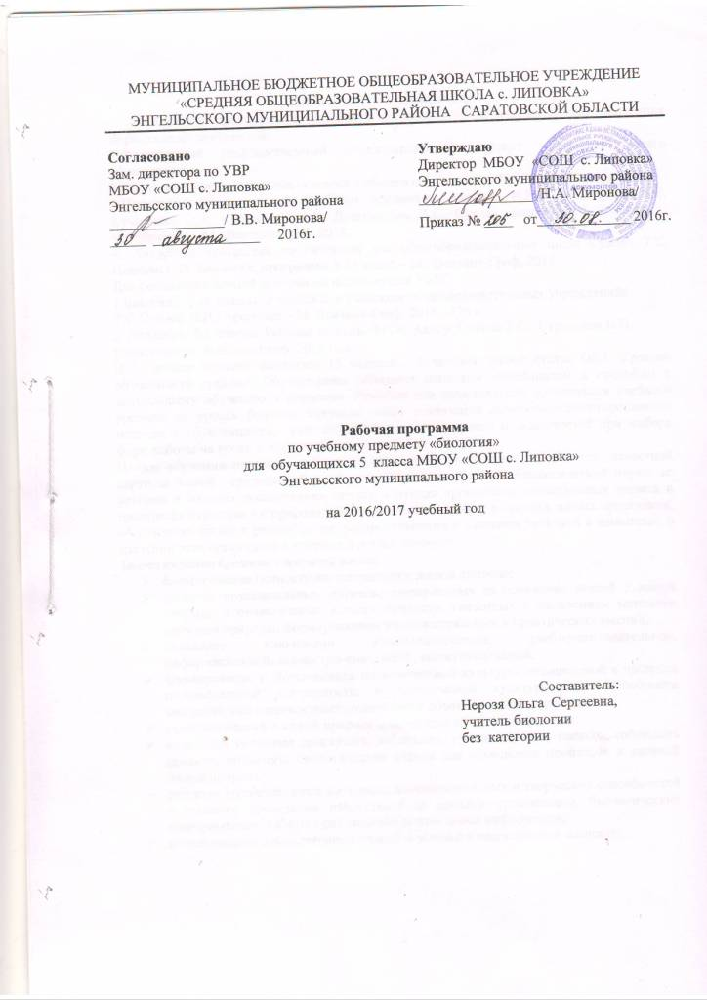 МУНИЦИПАЛЬНОЕ БЮДЖЕТНОЕ ОБЩЕОБРАЗОВАТЕЛЬНОЕ УЧРЕЖДЕНИЕ
«СРЕДНЯЯ ОБЩЕОБРАЗОВАТЕЛЬНАЯ ШКОЛА с. ЛИПОВКА»
ЭНГЕЛЬССКОГО МУНИЦИПАЛЬНОГО РАЙОНА САРАТОВСКОЙ ОБЛАСТИ
Согласовано
Зам. директора по УВР
МБОУ «СОШ с. Липовка»
Энгельсского муниципального района
/ В.В. Миронова/
30 августа 2016г.
Утверждаю
Директор МБОУ «СОШ с. Липовка»
Энгельсского муниципального района
/Н.А. Миронова/
Приказ № 205 от 30.08. 2016г.
Рабочая программа
по учебному предмету «биология»
для обучающихся 5 класса МБОУ «СОШ с. Липовка»
Энгельсского муниципального района
на 2016/2017 учебный год
Составитель:
Нерозя Ольга Сергеевна,
учитель биологии
без категории